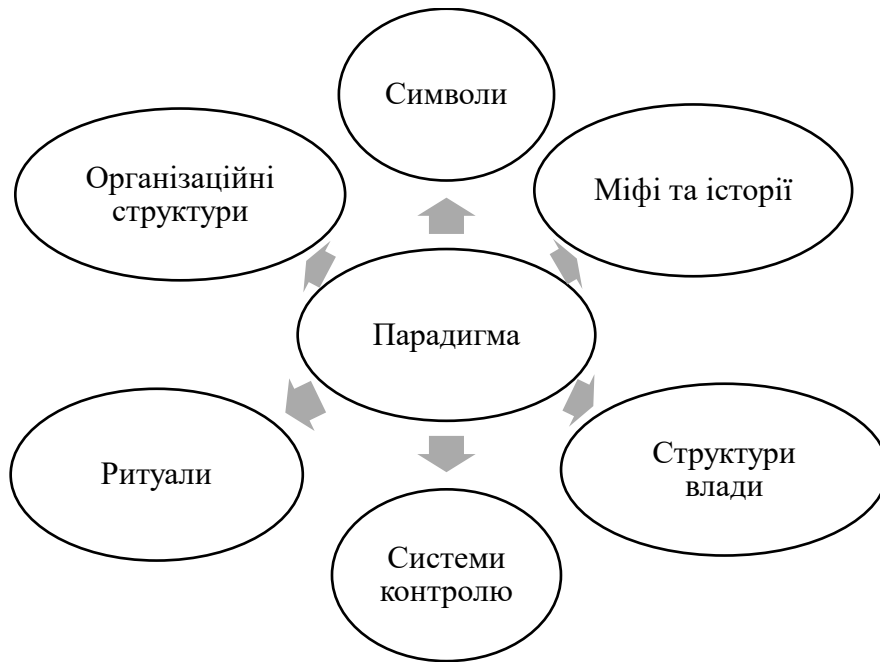 Символи
Організаційні
структури
Міфі та історії
Парадигма
Ритуали
Структури
влади
Системи
контролю